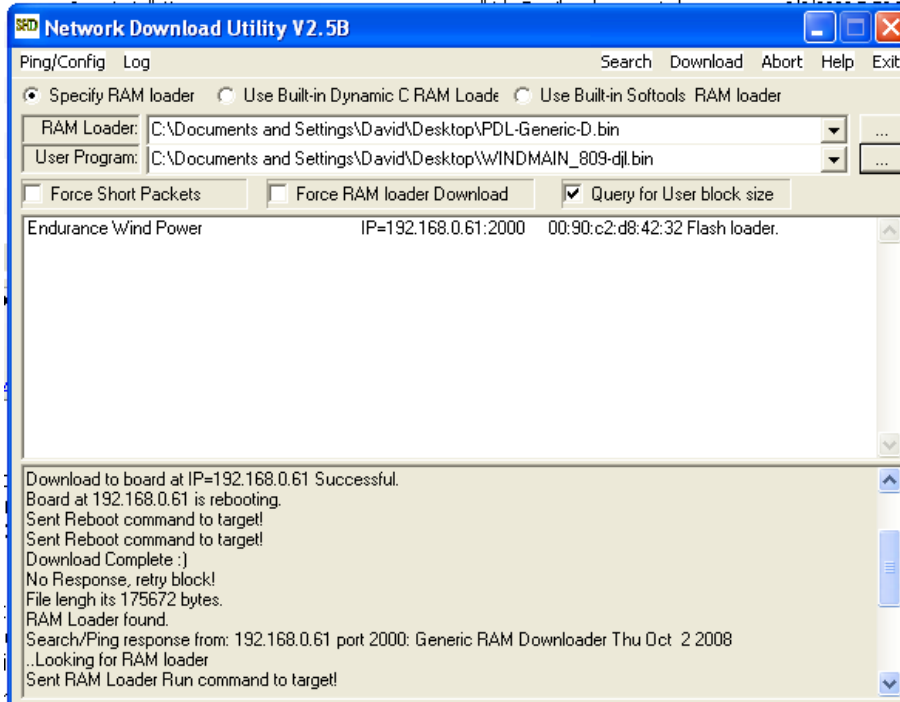 SHD Network Download Utility V2.5B
Ping/Config Log Search Download Abort Help Exit
Specify RAM loader Use Built-in Dynamic C RAM Loade Use Built-in Softools RAM loader
RAM Loader: C:\Documents and Settings\David\Desktop\PDL-Generic-D.bin ...
User Program: C:\Documents and Settings\David\Desktop\WINDMAIN_809-djl.bin ...
Force Short Packets Force RAM loader Download Query for User block size
Endurance Wind Power IP=192.168.0.61:2000 00:90:c2:d8:42:32 Flash loader.
Download to board at IP=192.168.0.61 Successful.
Board at 192.168.0.61 is rebooting.
Sent Reboot command to target!
Sent Reboot command to target!
Download Complete :)
No Response, retry block!
File lengh its 175672 bytes.
RAM Loader found.
Search/Ping response from: 192.168.0.61 port 2000: Generic RAM Downloader Thu Oct 2 2008
..Looking for RAM loader
Sent RAM Loader Run command to target!